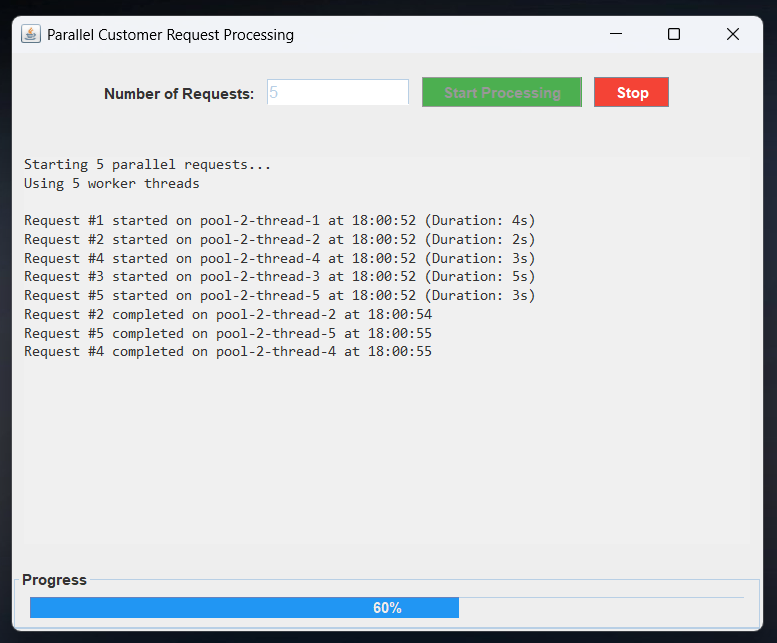 Parallel Customer Request Processing
Number of Requests: 5 Start Processing Stop
Starting 5 parallel requests...
Using 5 worker threads
Request #1 started on pool-2-thread-1 at 18:00:52 (Duration: 4s)
Request #2 started on pool-2-thread-2 at 18:00:52 (Duration: 2s)
Request #4 started on pool-2-thread-4 at 18:00:52 (Duration: 3s)
Request #3 started on pool-2-thread-3 at 18:00:52 (Duration: 5s)
Request #5 started on pool-2-thread-5 at 18:00:52 (Duration: 3s)
Request #2 completed on pool-2-thread-2 at 18:00:54
Request #5 completed on pool-2-thread-5 at 18:00:55
Request #4 completed on pool-2-thread-4 at 18:00:55
Progress
60%